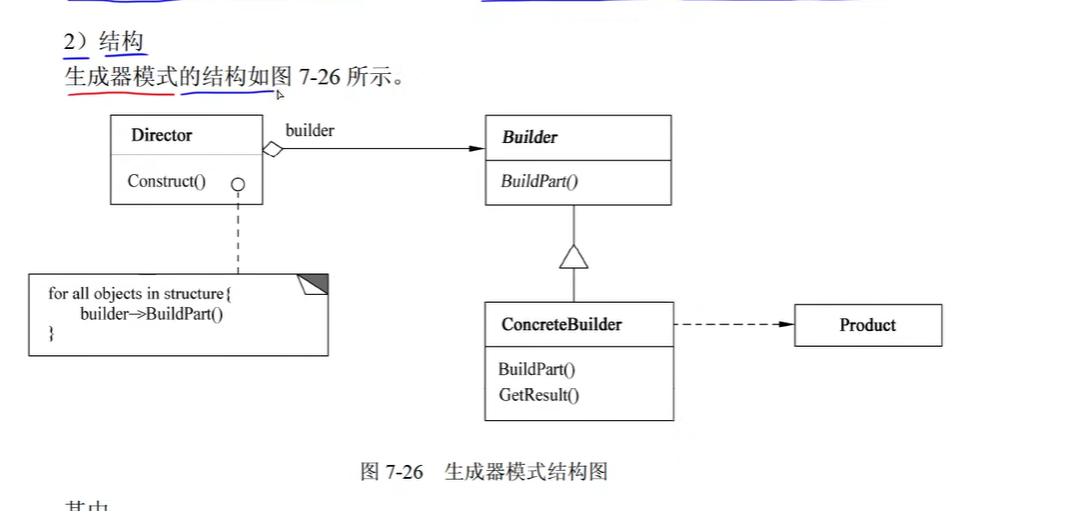 2）结构
生成器模式的结构如图 7-26 所示。
Director
builder
Builder
Construct()
BuildPart()
for all objects in structure{
builder->BuildPart()
}
ConcreteBuilder
Product
BuildPart()
GetResult()
图 7-26 生成器模式结构图